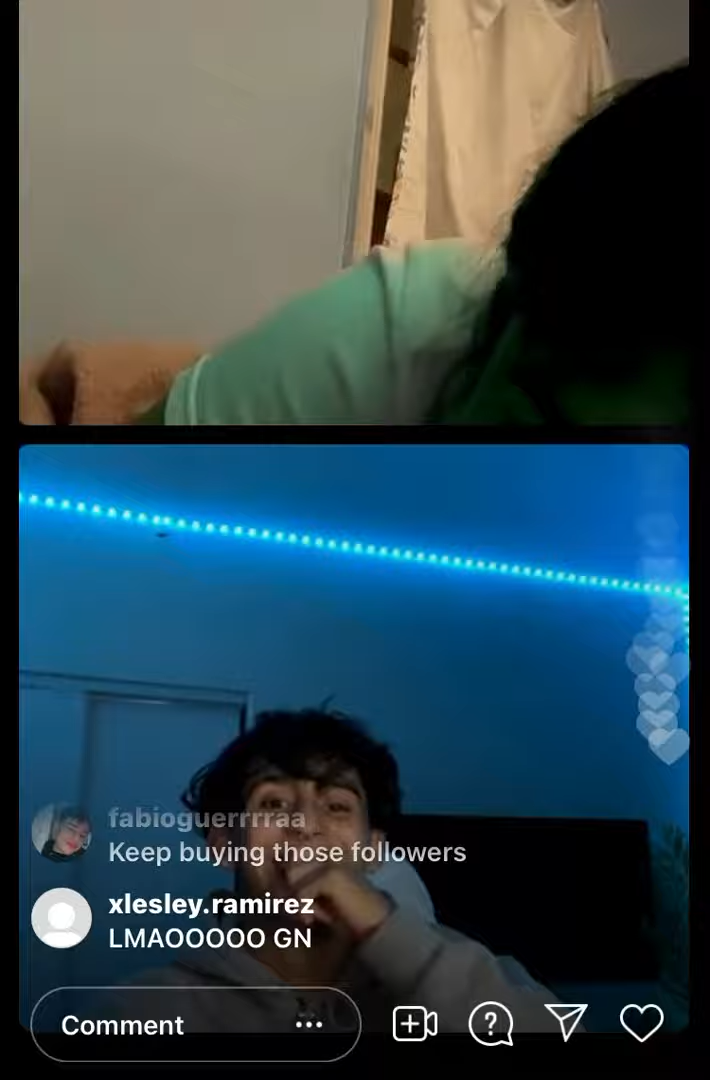 fabioguerrrraa
Keep buying those followers
xlesley.ramirez
LMAOOOOO GN
Comment